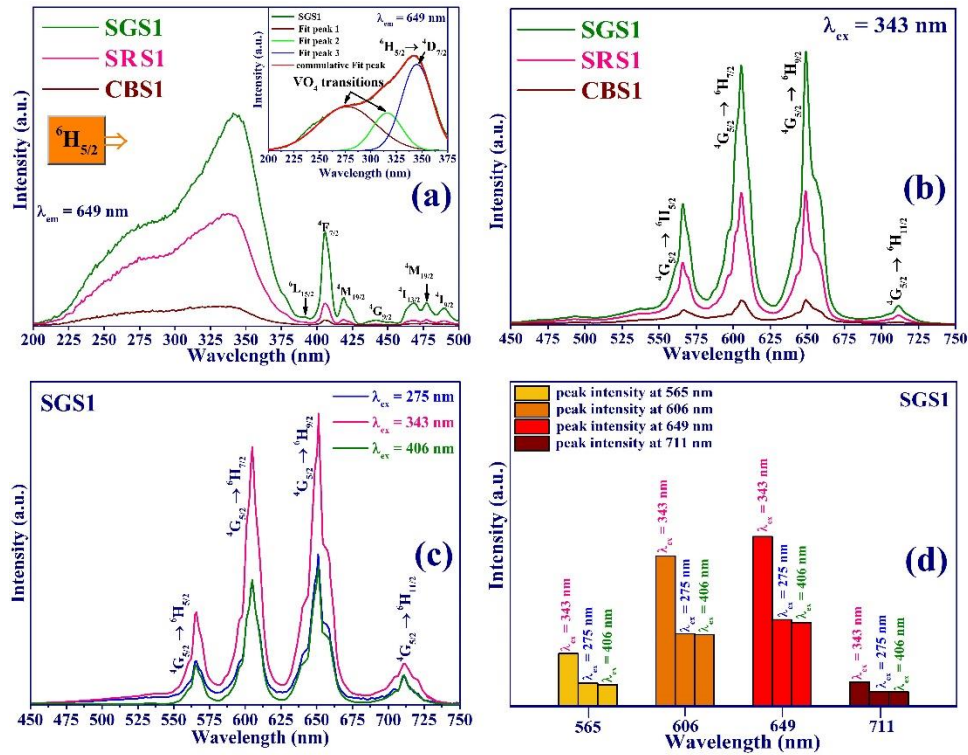 SGS1
SRS1
CBS1
⁶H₅/₂
λem = 649 nm
(a)
⁶L₁₅/₂
⁴F₇/₂
⁴M₁₉/₂
⁴G₉/₂
⁴I₁₃/₂
⁴M₁₉/₂
⁴I₉/₂
Intensity (a.u.)
200 225 250 275 300 325 350 375 400 425 450 475 500
Wavelength (nm)
SGS1
Fit peak 1
Fit peak 2
Fit peak 3
commulative Fit peak
λem = 649 nm
⁶H₅/₂ → ⁴D₇/₂
VO₄ transitions
Intensity (a.u.)
200 225 250 275 300 325 350 375
Wavelength (nm)
SGS1
SRS1
CBS1
λex = 343 nm
⁴G₅/₂ → ⁶H₅/₂
⁴G₅/₂ → ⁶H₇/₂
⁴G₅/₂ → ⁶H₉/₂
⁴G₅/₂ → ⁶H₁₁/₂
(b)
Intensity (a.u.)
450 475 500 525 550 575 600 625 650 675 700 725 750
Wavelength (nm)
SGS1
λex = 275 nm
λex = 343 nm
λex = 406 nm
⁴G₅/₂ → ⁶H₅/₂
⁴G₅/₂ → ⁶H₇/₂
⁴G₅/₂ → ⁶H₉/₂
⁴G₅/₂ → ⁶H₁₁/₂
(c)
Intensity (a.u.)
450 475 500 525 550 575 600 625 650 675 700 725 750
Wavelength (nm)
peak intensity at 565 nm
peak intensity at 606 nm
peak intensity at 649 nm
peak intensity at 711 nm
SGS1
(d)
λex = 343 nm
λex = 275 nm
λex = 406 nm
λex = 343 nm
λex = 275 nm
λex = 406 nm
λex = 343 nm
λex = 275 nm
λex = 406 nm
λex = 343 nm
λex = 275 nm
λex = 406 nm
Intensity (a.u.)
565 606 649 711
Wavelength (nm)